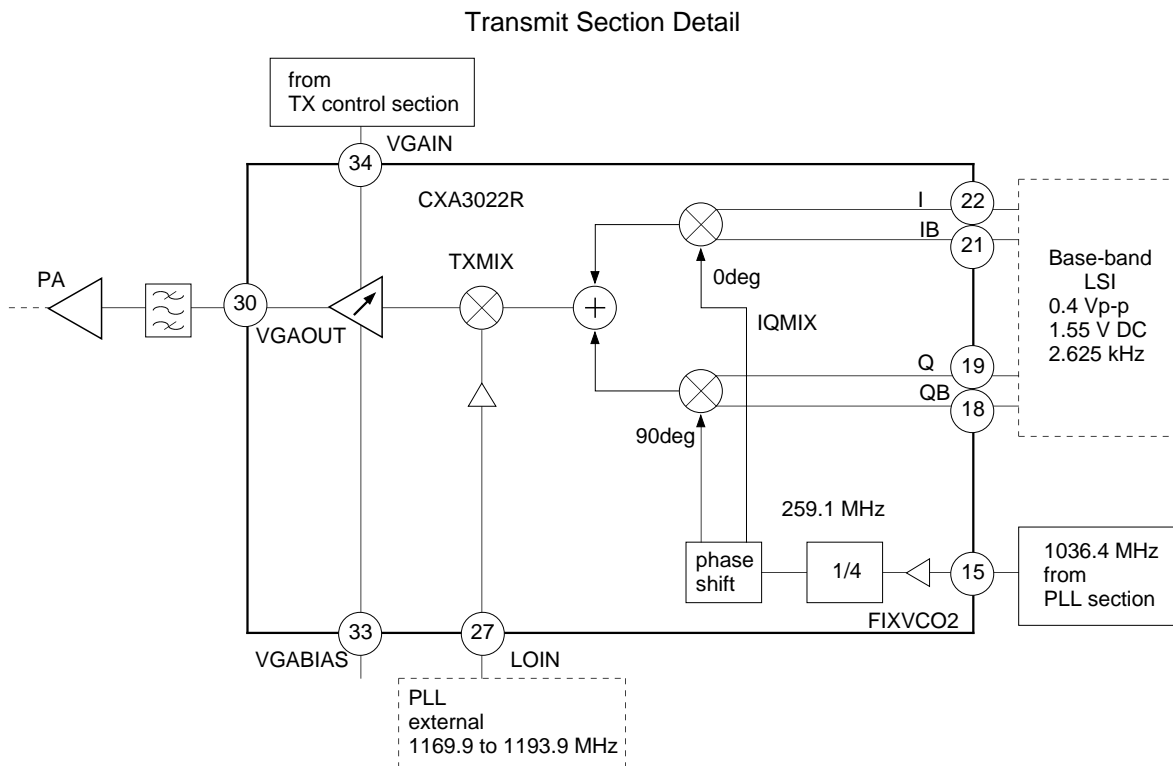 Transmit Section Detail
from
TX control section
VGAIN
34
CXA3022R
I
22
IB
21
TXMIX
0deg
PA
30
VGAOUT
+
IQMIX
Base-band
LSI
0.4 Vp-p
1.55 V DC
2.625 kHz
Q
19
QB
18
90deg
259.1 MHz
phase
shift
1/4
15
1036.4 MHz
from
PLL section
FIXVCO2
33
27
VGABIAS
LOIN
PLL
external
1169.9 to 1193.9 MHz